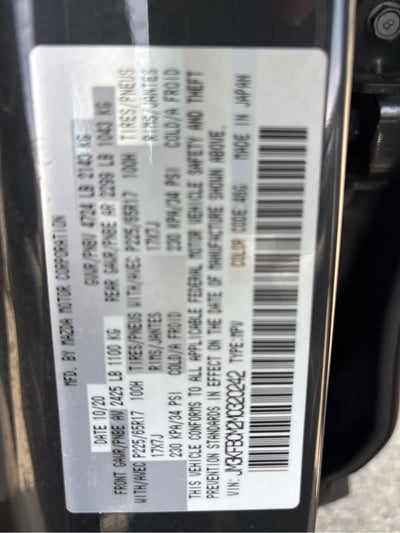 MFD. BY MAZDA MOTOR CORPORATION
DATE 10/20 GVWR/PNBV 4724 LB 2143 KG
FRONT GAWR/PNBE AV 2425 LB 1100 KG REAR GAWR/PNBE AR 2299 LB 1043 KG
WITH/AVEC P225/65R17 100H TIRES/PNEUS WITH/AVEC P225/65R17 100H TIRES/PNEUS
17X7J RIMS/JANTES 17X7J RIMS/JANTES
230 KPA/34 PSI COLD/A FROID 230 KPA/34 PSI COLD/A FROID
THIS VEHICLE CONFORMS TO ALL APPLICABLE FEDERAL MOTOR VEHICLE SAFETY AND THEFT
PREVENTION STANDARDS IN EFFECT ON THE DATE OF MANUFACTURE SHOWN ABOVE.
VIN: TYPE:MPV COLOR CODE:46G MADE IN JAPAN
8